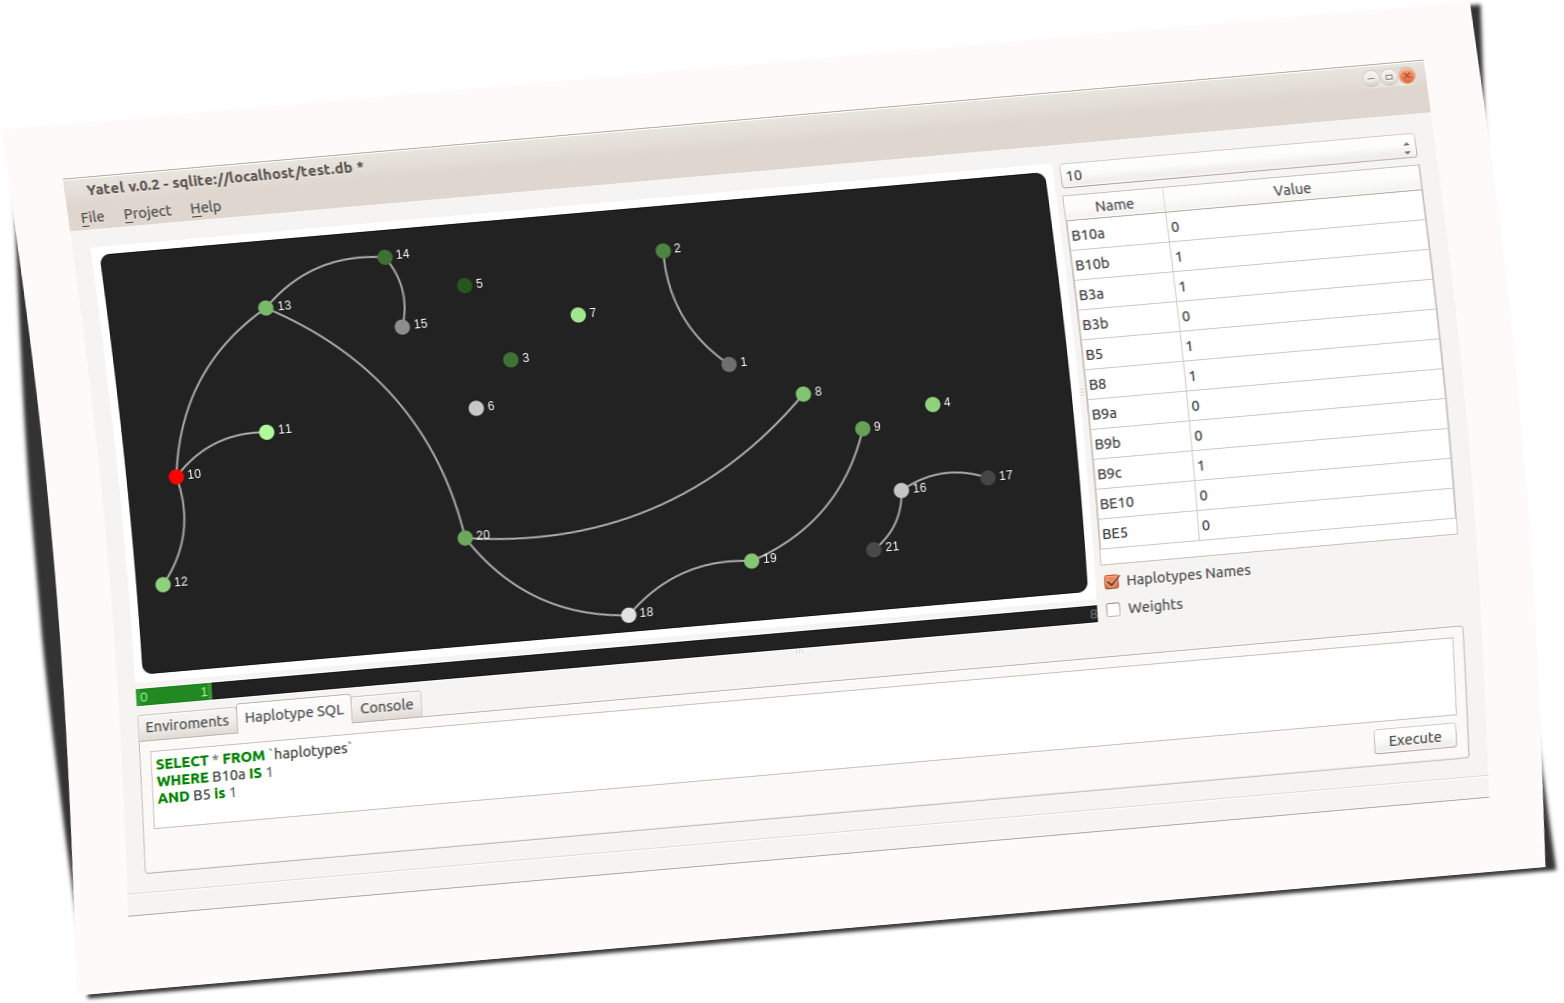 Yatel v.0.2 - sqlite://localhost/test.db *
File Project Help
14
5
2
13
7
15
3
1
6
8
4
9
11
10
17
16
20
21
19
12
18
8
0 1
10
Name Value
B10a 0
B10b 1
B3a 1
B3b 0
B5 1
B8 1
B9a 0
B9b 0
B9c 1
BE10 0
BE5 0
Haplotypes Names
Weights
Enviroments Haplotype SQL Console
SELECT * FROM `haplotypes`
WHERE B10a IS 1
AND B5 is 1
Execute